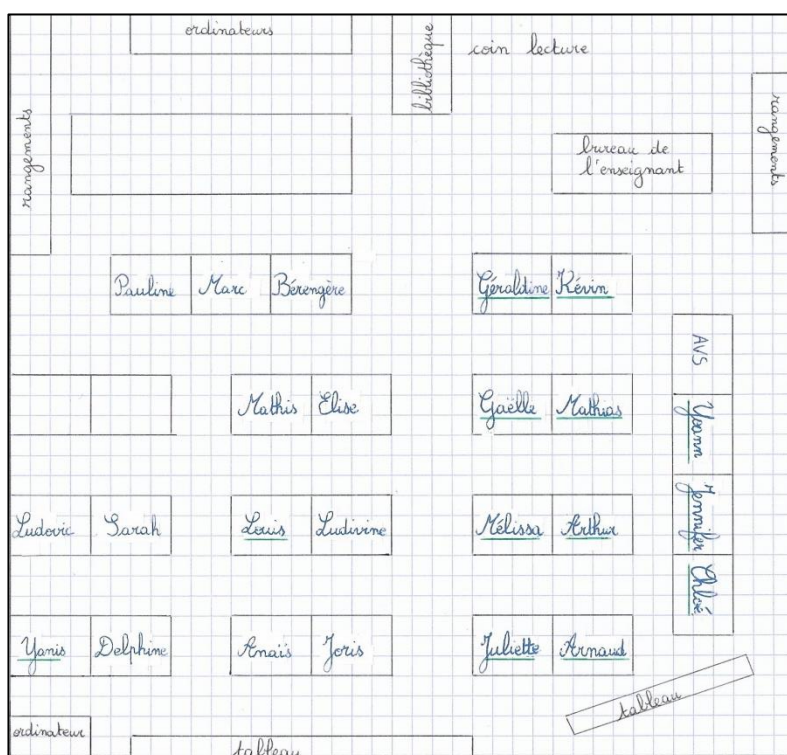 ordinateurs
bibliothèque
coin lecture
rangements
rangements
bureau de
l'enseignant
Pauline Marc Bérengère Géraldine Kévin
AVS
Mathis Elise Gaëlle Mathias
Yoann
Ludovic Sarah Louis Ludivine Mélissa Arthur
Jennifer
Chloé
Yanis Delphine Anaïs Joris Juliette Arnaud
tableau
ordinateur
tableau